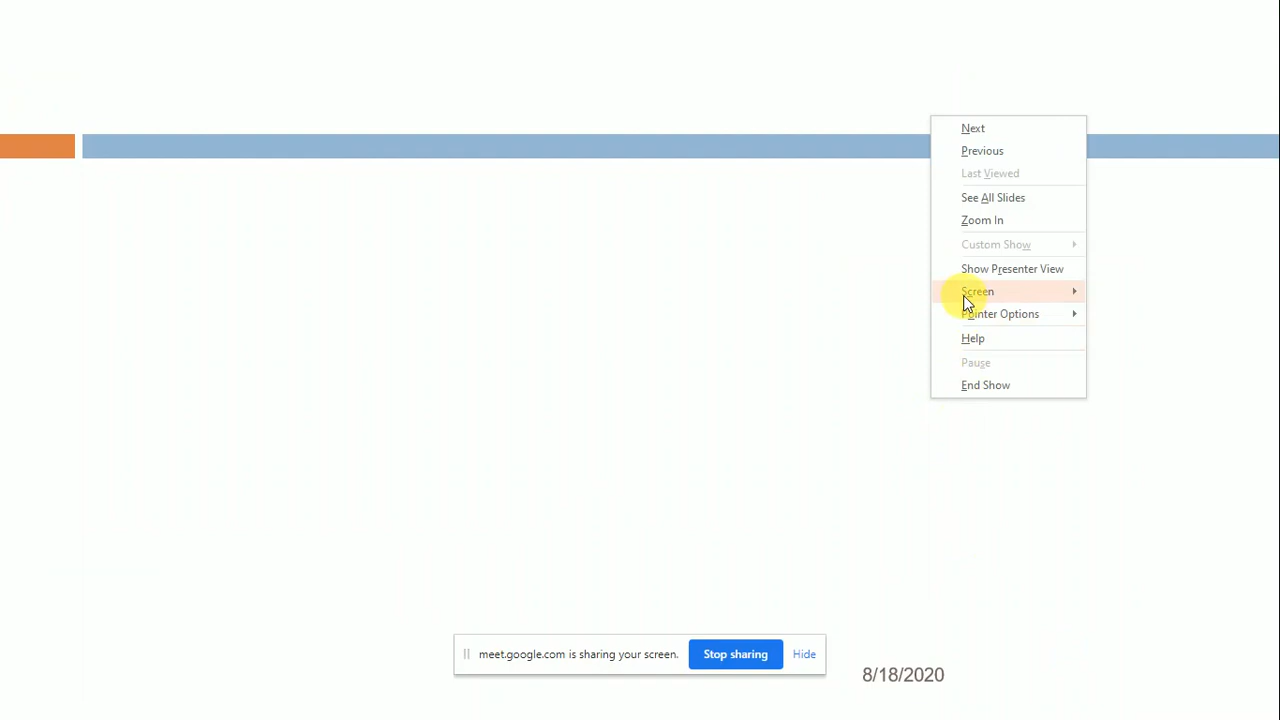 Next
Previous
Last Viewed
See All Slides
Zoom In
Custom Show
Show Presenter View
Screen
Pointer Options
Help
Pause
End Show
meet.google.com is sharing your screen. Stop sharing Hide
8/18/2020